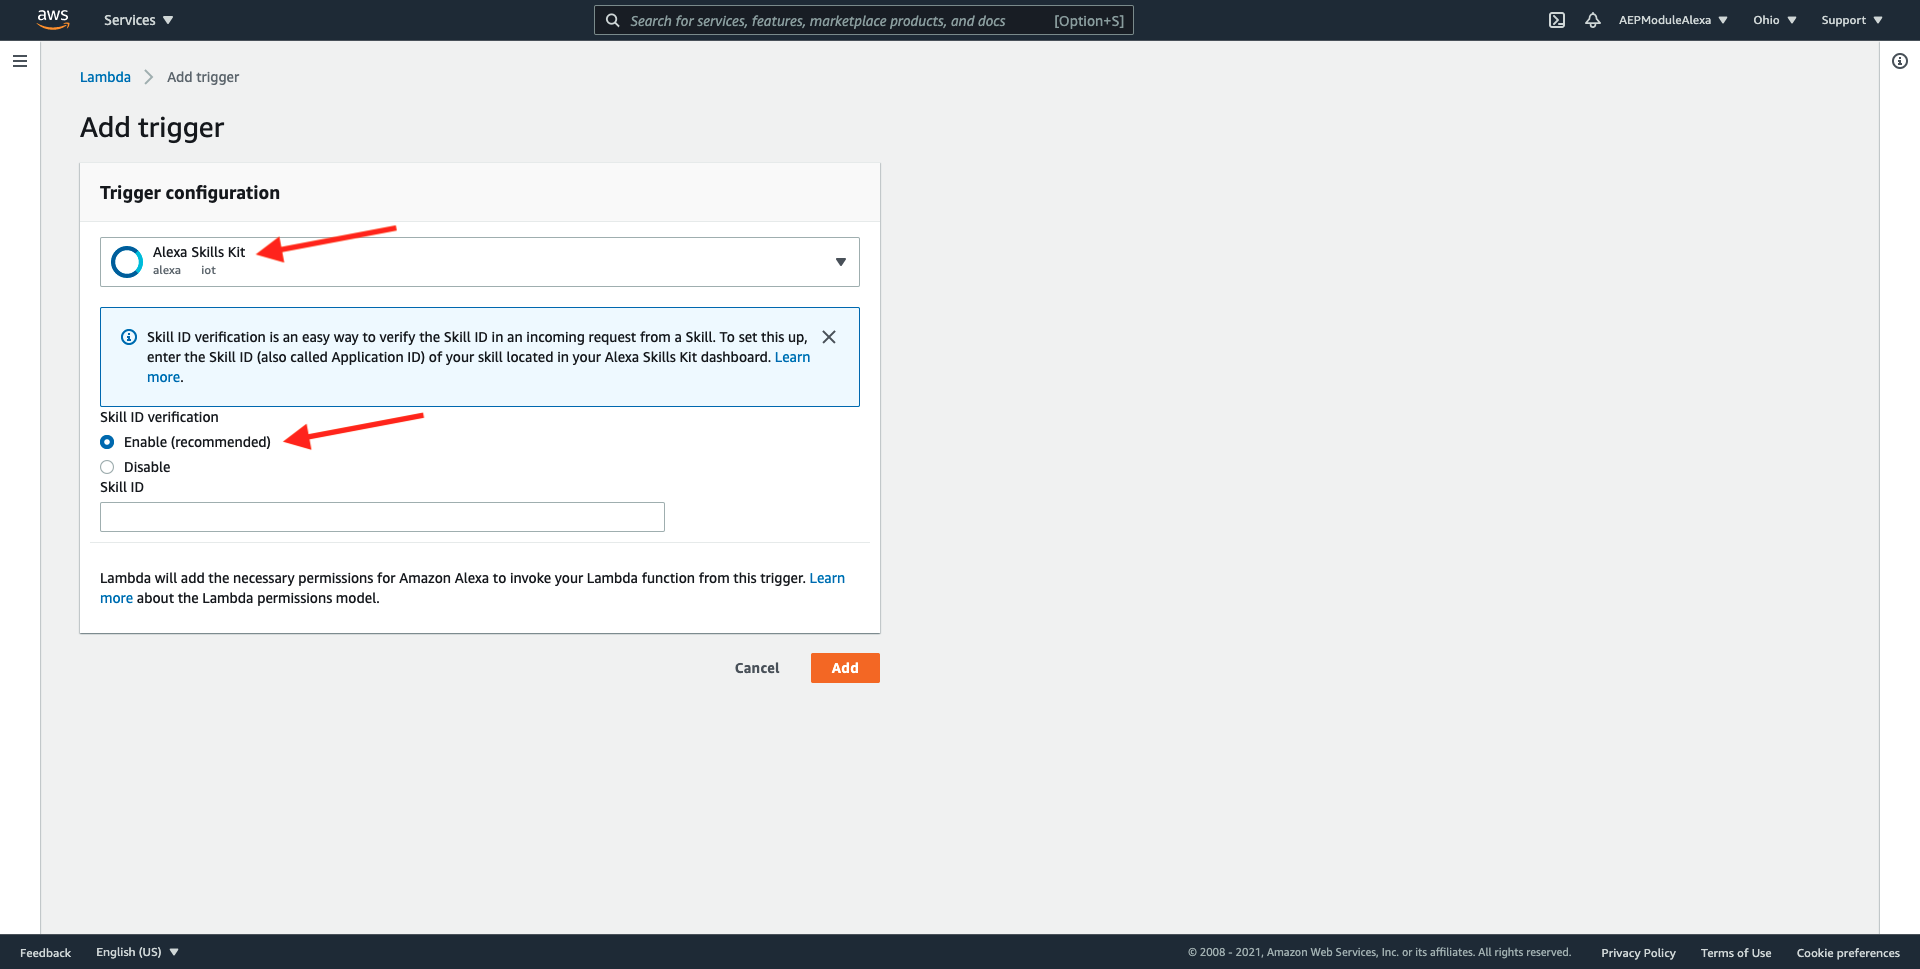 aws
Services
Search for services, features, marketplace products, and docs [Option+S]
AEPModuleAlexa
Ohio
Support
Lambda
Add trigger
Add trigger
Trigger configuration
Alexa Skills Kit
alexa iot
Skill ID verification is an easy way to verify the Skill ID in an incoming request from a Skill. To set this up,
enter the Skill ID (also called Application ID) of your skill located in your Alexa Skills Kit dashboard. Learn
more.
Skill ID verification
Enable (recommended)
Disable
Skill ID
Lambda will add the necessary permissions for Amazon Alexa to invoke your Lambda function from this trigger. Learn
more about the Lambda permissions model.
Cancel
Add
Feedback
English (US)
© 2008 - 2021, Amazon Web Services, Inc. or its affiliates. All rights reserved.
Privacy Policy
Terms of Use
Cookie preferences